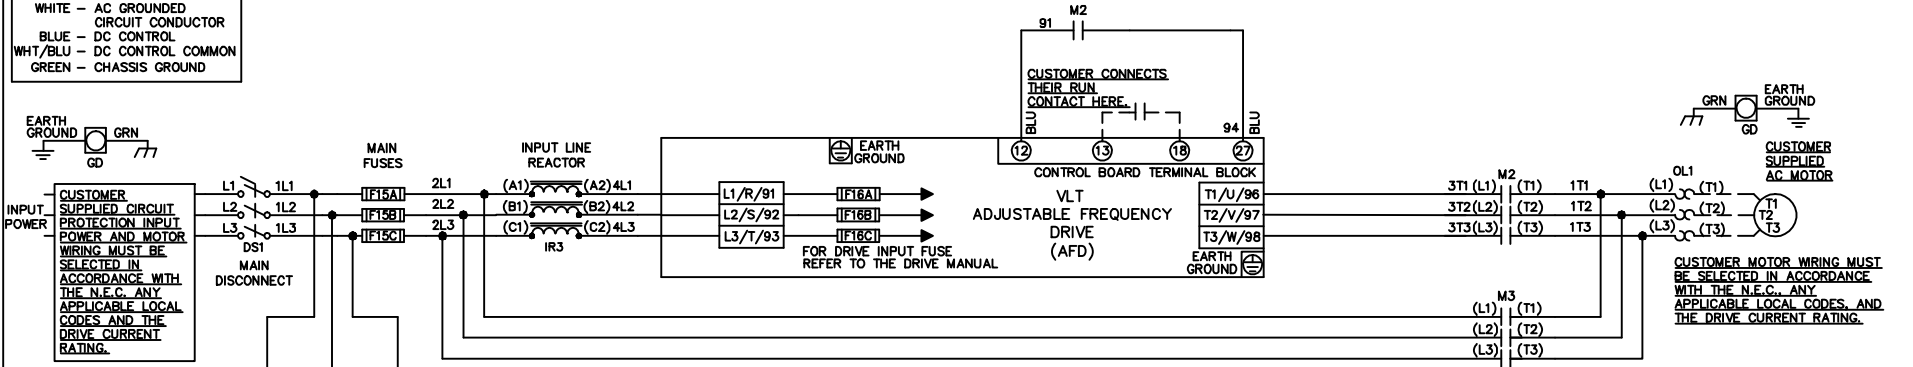 WHITE – AC GROUNDED
CIRCUIT CONDUCTOR
BLUE – DC CONTROL
WHT/BLU – DC CONTROL COMMON
GREEN – CHASSIS GROUND
EARTH
GROUND
GRN
GD
INPUT
POWER
CUSTOMER
SUPPLIED CIRCUIT
PROTECTION INPUT
POWER AND MOTOR
WIRING MUST BE
SELECTED IN
ACCORDANCE WITH
THE N.E.C. ANY
APPLICABLE LOCAL
CODES AND THE
DRIVE CURRENT
RATING.
L1 1L1
L2 1L2
L3 1L3
DS1
MAIN
DISCONNECT
MAIN
FUSES
F15A
F15B
F15C
2L1
2L2
2L3
INPUT LINE
REACTOR
(A1) (A2) 4L1
(B1) (B2) 4L2
(C1) (C2) 4L3
IR3
L1/R/91
L2/S/92
L3/T/93
F16A
F16B
F16C
EARTH
GROUND
FOR DRIVE INPUT FUSE
REFER TO THE DRIVE MANUAL
M2
91
CUSTOMER CONNECTS
THEIR RUN
CONTACT HERE.
BLU
94 BLU
12 13 18 27
CONTROL BOARD TERMINAL BLOCK
VLT
ADJUSTABLE FREQUENCY
DRIVE
(AFD)
T1/U/96
T2/V/97
T3/W/98
EARTH
GROUND
M2
3T1 (L1) (T1) 1T1
3T2(L2) (T2) 1T2
3T3(L3) (T3) 1T3
M3
(L1) (T1)
(L2) (T2)
(L3) (T3)
GRN
GD
EARTH
GROUND
CUSTOMER
SUPPLIED
AC MOTOR
OL1
(L1) (T1)
(L2) (T2)
(L3) (T3)
T1
T2
T3
CUSTOMER MOTOR WIRING MUST
BE SELECTED IN ACCORDANCE
WITH THE N.E.C., ANY
APPLICABLE LOCAL CODES, AND
THE DRIVE CURRENT RATING.